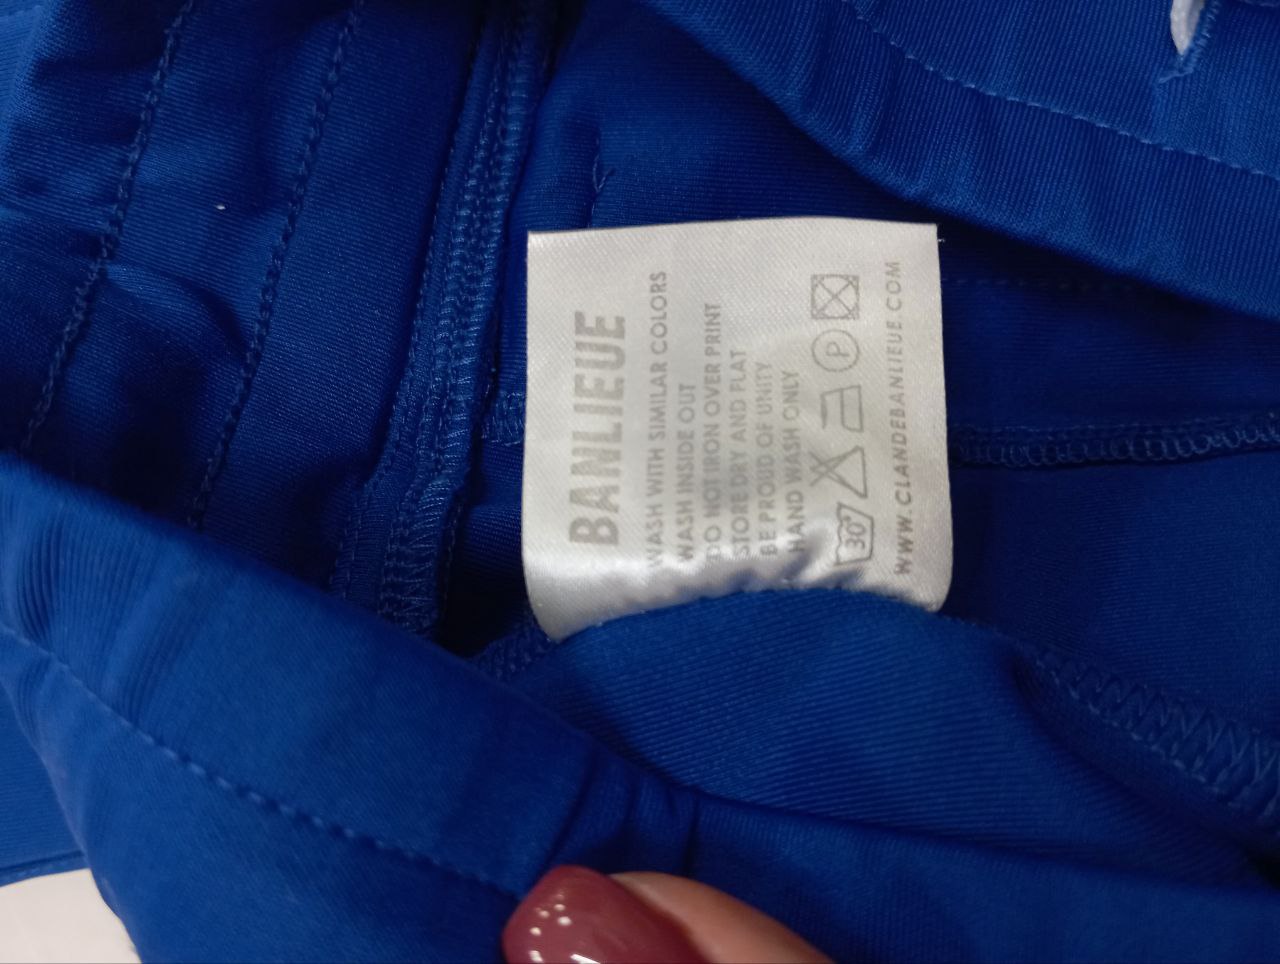 BANLIEUE
WASH WITH SIMILAR COLORS
WASH INSIDE OUT
DO NOT IRON OVER PRINT
STORE DRY AND FLAT
BE PROUD OF UNITY
HAND WASH ONLY
30° P
WWW.CLANDEBANLIEUE.COM